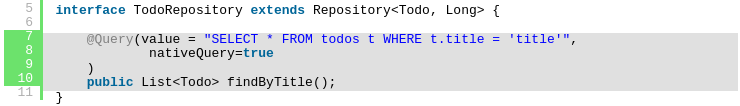 5 interface TodoRepository extends Repository<Todo, Long> {
6
7 @Query(value = "SELECT * FROM todos t WHERE t.title = 'title'",
8 nativeQuery=true
9 )
10 public List<Todo> findByTitle();
11 }